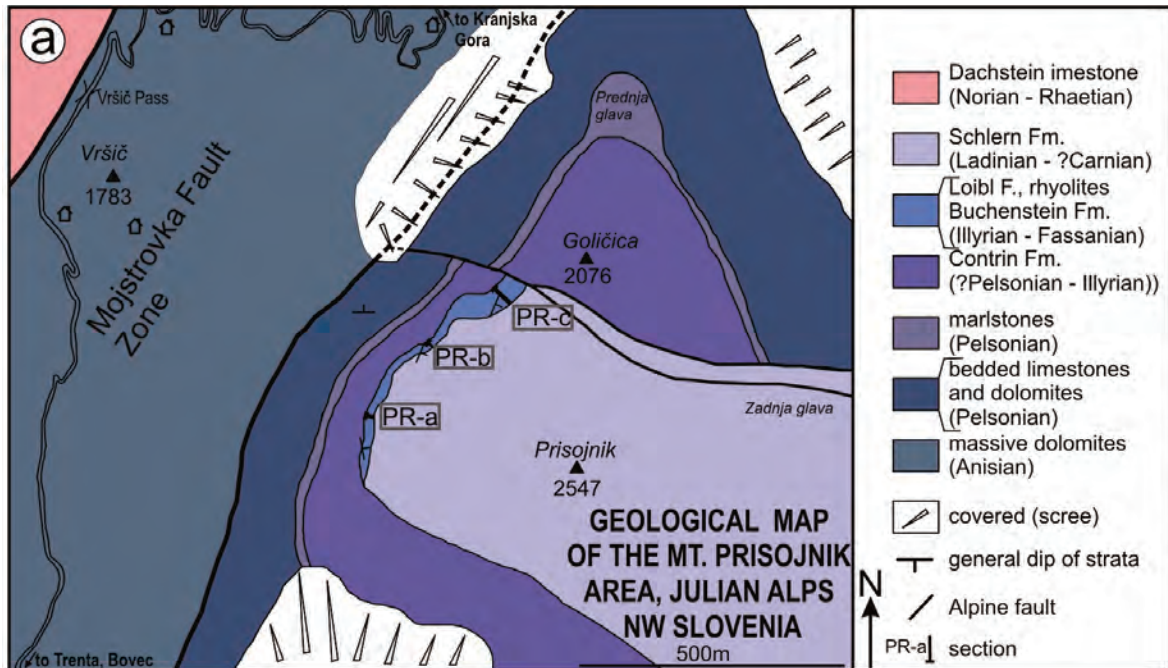 a
to Kranjska
Gora
Vršič Pass
Vršič
1783
Mojstrovka Fault
Zone
Prednja
glava
Goličica
2076
PR-c
PR-b
PR-a
Zadnja glava
Prisojnik
2547
GEOLOGICAL MAP
OF THE MT. PRISOJNIK
AREA, JULIAN ALPS
NW SLOVENIA
500m
to Trenta, Bovec
Dachstein imestone
(Norian - Rhaetian)
Schlern Fm.
(Ladinian - ?Carnian)
Loibl F., rhyolites
Buchenstein Fm.
(Illyrian - Fassanian)
Contrin Fm.
(?Pelsonian - Illyrian))
marlstones
(Pelsonian)
bedded limestones
and dolomites
(Pelsonian)
massive dolomites
(Anisian)
covered (scree)
general dip of strata
N
Alpine fault
PR-a section